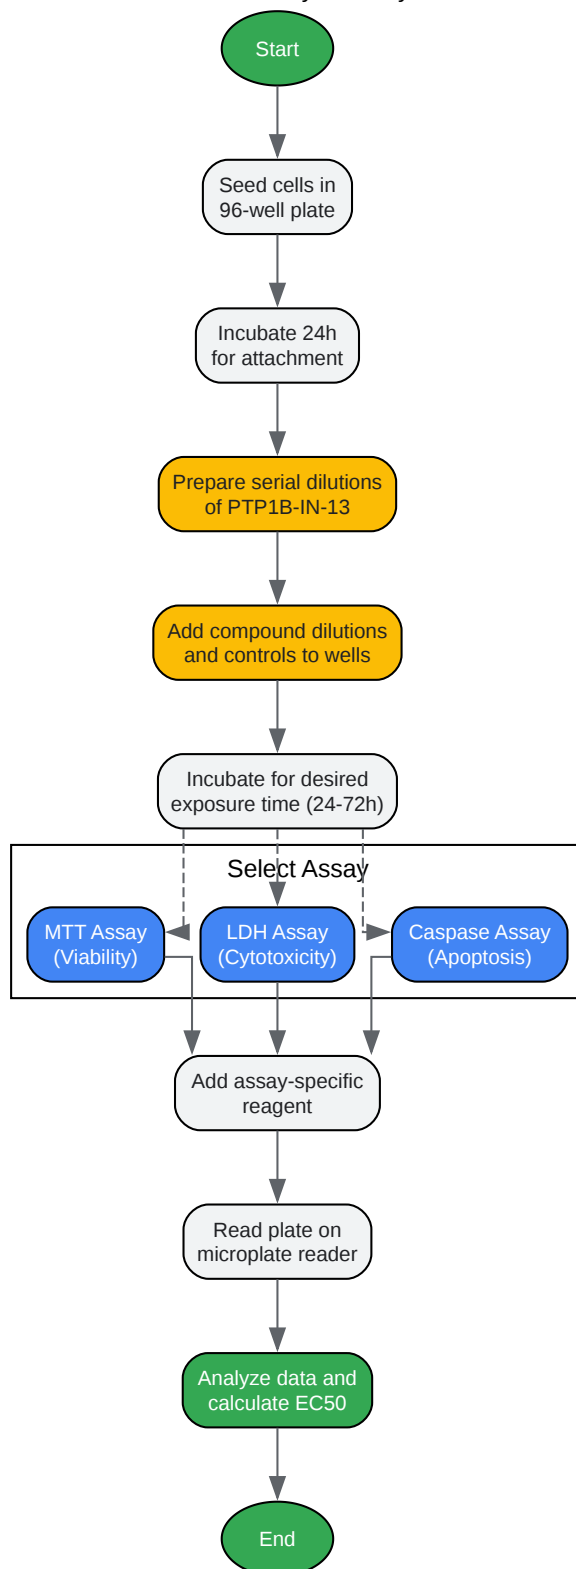 Start
Seed cells in
96-well plate
Incubate 24h
for attachment
Prepare serial dilutions
of PTP1B-IN-13
Add compound dilutions
and controls to wells
Incubate for desired
exposure time (24-72h)
Select Assay
MTT Assay
(Viability)
LDH Assay
(Cytotoxicity)
Caspase Assay
(Apoptosis)
Add assay-specific
reagent
Read plate on
microplate reader
Analyze data and
calculate EC50
End